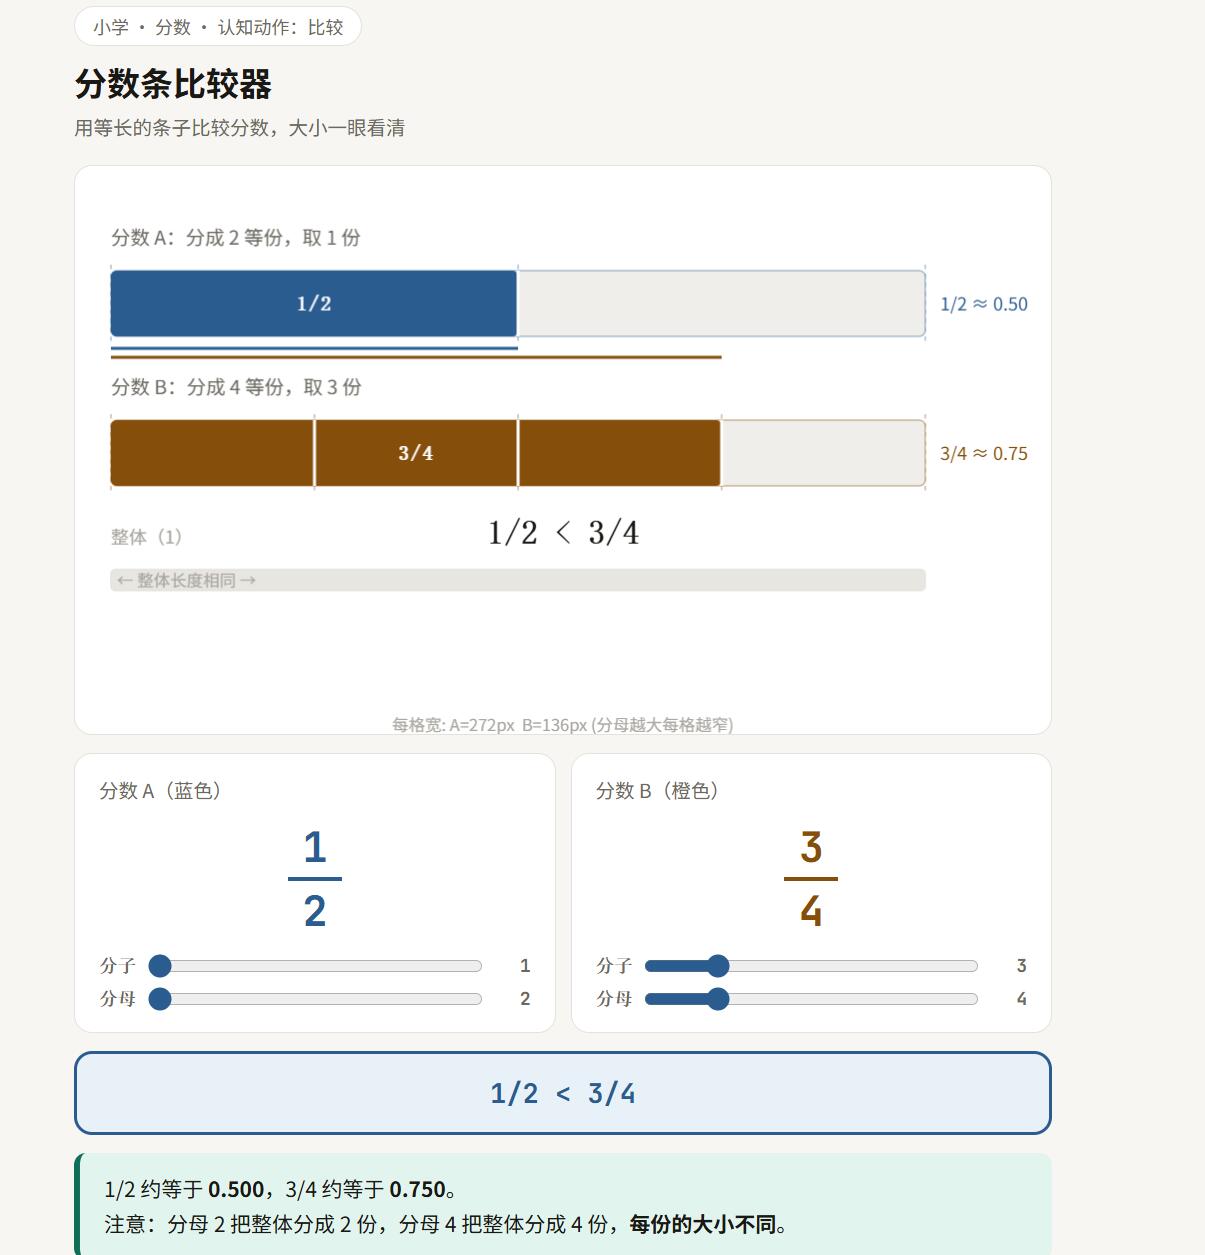 小学 · 分数 · 认知动作：比较
分数条比较器
用等长的条子比较分数，大小一眼看清
分数 A：分成 2 等份，取 1 份
1/2
1/2 ≈ 0.50
分数 B：分成 4 等份，取 3 份
3/4
3/4 ≈ 0.75
整体（1）
1/2 < 3/4
← 整体长度相同 →
每格宽: A=272px B=136px (分母越大每格越窄)
分数 A（蓝色）
1
2
分子 1
分母 2
分数 B（橙色）
3
4
分子 3
分母 4
1/2 < 3/4
1/2 约等于 0.500，3/4 约等于 0.750。
注意：分母 2 把整体分成 2 份，分母 4 把整体分成 4 份，每份的大小不同。